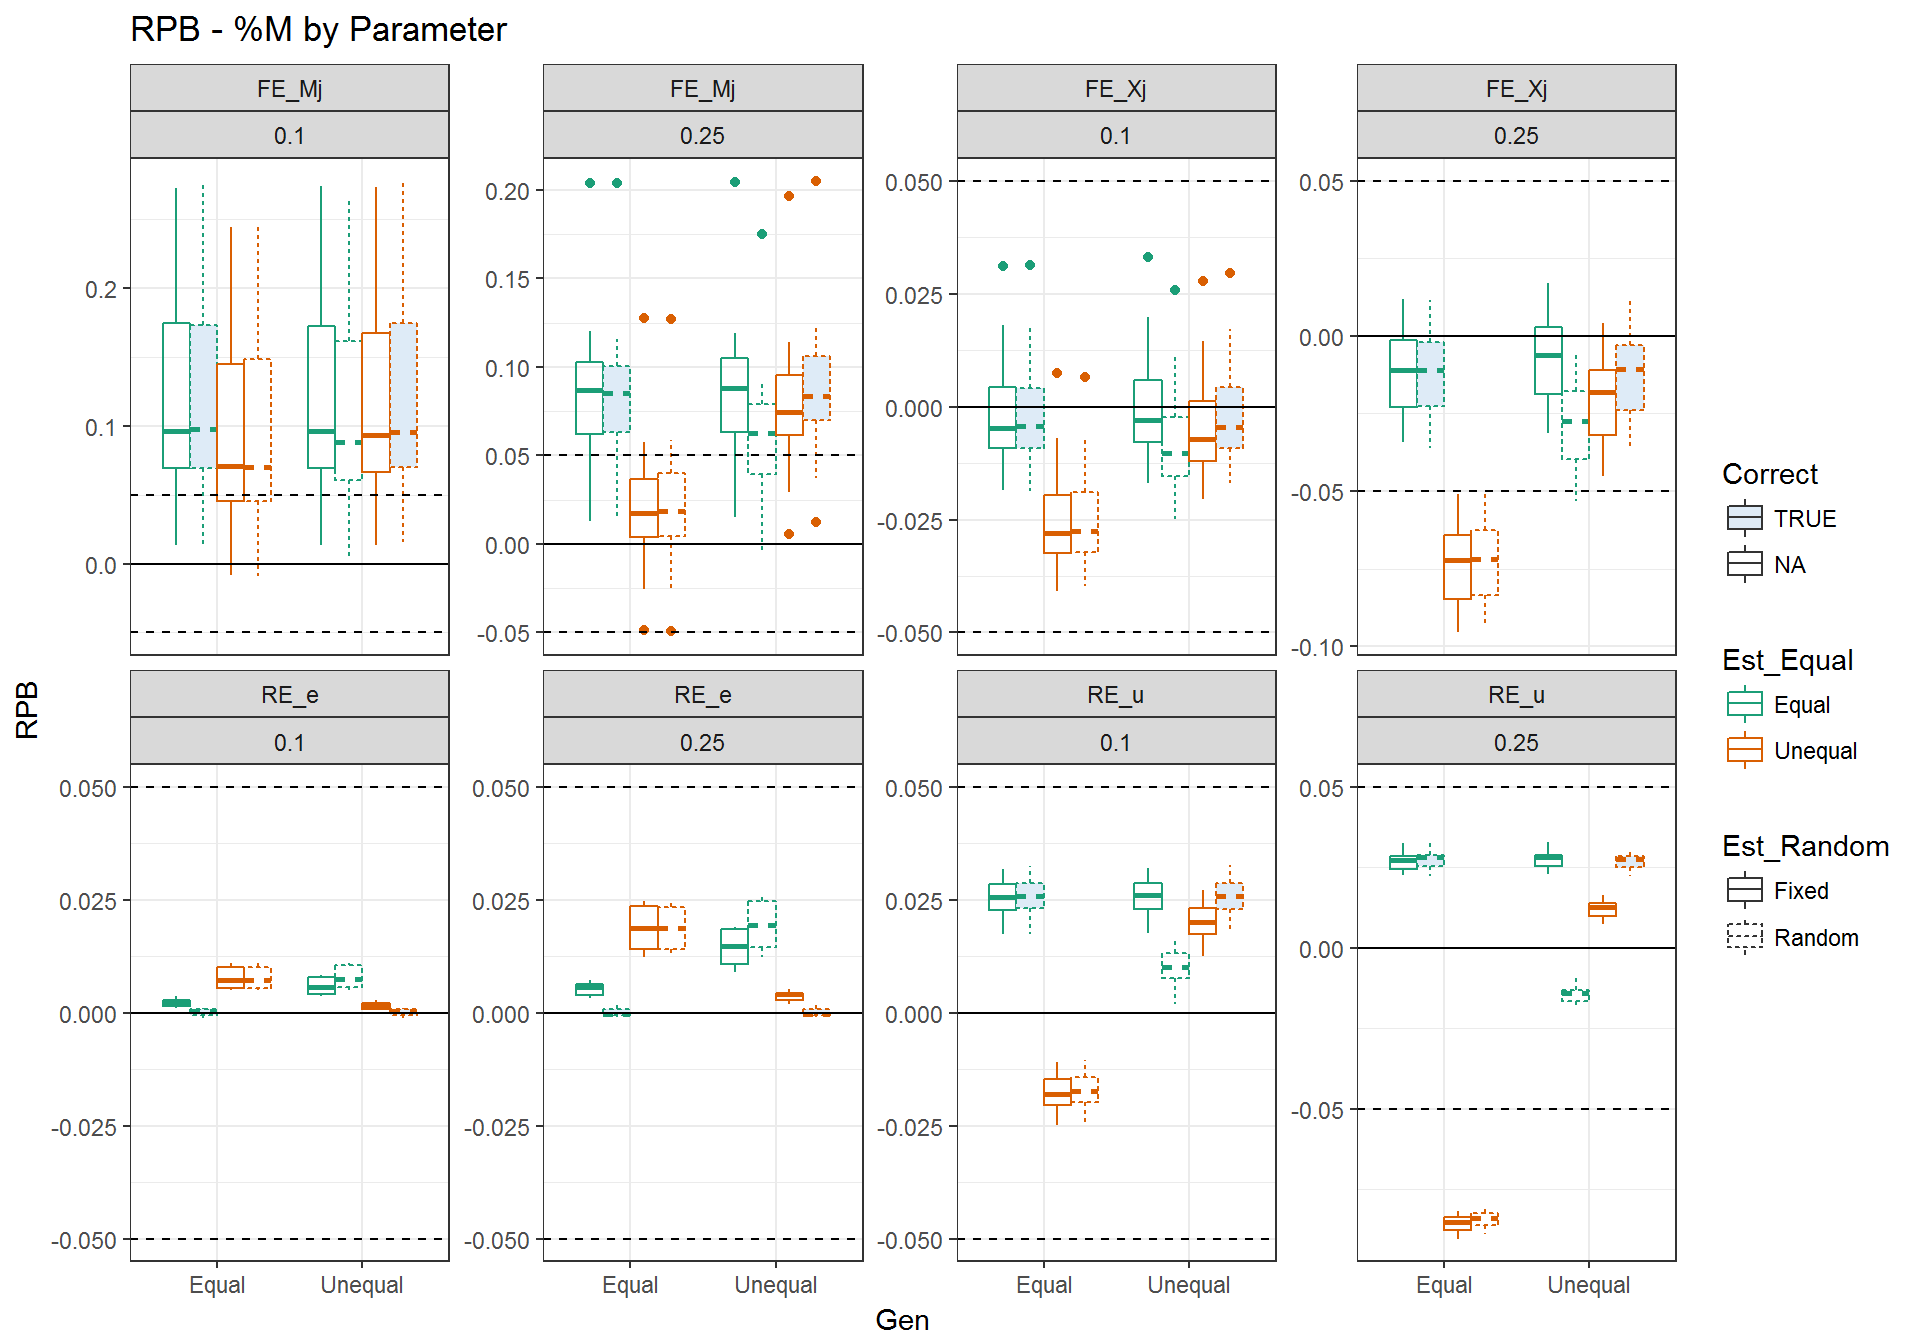 RPB - %M by Parameter
FE_Mj
FE_Mj
FE_Xj
FE_Xj
0.1
0.25
0.1
0.25
0.2
0.1
0.0
0.20
0.15
0.10
0.05
0.00
-0.05
0.050
0.025
0.000
-0.025
-0.050
0.05
0.00
-0.05
-0.10
RE_e
RE_e
RE_u
RE_u
0.1
0.25
0.1
0.25
0.050
0.025
0.000
-0.025
-0.050
0.050
0.025
0.000
-0.025
-0.050
0.050
0.025
0.000
-0.025
-0.050
0.05
0.00
-0.05
Equal Unequal
Equal Unequal
Equal Unequal
Equal Unequal
Gen
RPB
Correct
TRUE
NA
Est_Equal
Equal
Unequal
Est_Random
Fixed
Random